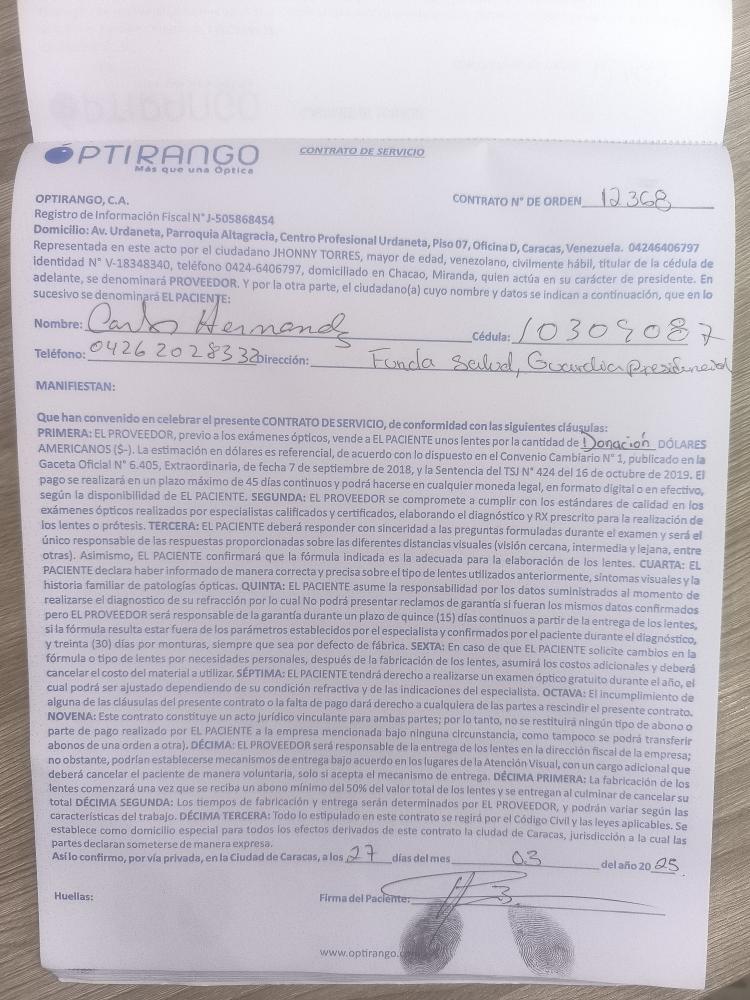 OPTIRANGO
Más que una Óptica
CONTRATO DE SERVICIO
OPTIRANGO, C.A.
CONTRATO N° DE ORDEN 12368
Registro de Información Fiscal N° J-505868454
Domicilio: Av. Urdaneta, Parroquia Altagracia, Centro Profesional Urdaneta, Piso 07, Oficina D, Caracas, Venezuela. 04246406797
Representada en este acto por el ciudadano JHONNY TORRES, mayor de edad, venezolano, civilmente hábil, titular de la cédula de
identidad N° V-18348340, teléfono 0424-6406797, domiciliado en Chacao, Miranda, quien actúa en su carácter de presidente. En
adelante, se denominará PROVEEDOR. Y por la otra parte, el ciudadano(a) cuyo nombre y datos se indican a continuación, que en lo
sucesivo se denominará EL PACIENTE:
Nombre: Carlos Hernandz Cédula: 10309087
Teléfono: 0426 2028332 Dirección: Funda Salud, Guardia presidencial
MANIFIESTAN:
Que han convenido en celebrar el presente CONTRATO DE SERVICIO, de conformidad con las siguientes cláusulas:
PRIMERA: EL PROVEEDOR, previo a los exámenes ópticos, vende a EL PACIENTE unos lentes por la cantidad de Donación DÓLARES
AMERICANOS ($-). La estimación en dólares es referencial, de acuerdo con lo dispuesto en el Convenio Cambiario N° 1, publicado en la
Gaceta Oficial N° 6.405, Extraordinaria, de fecha 7 de septiembre de 2018, y la Sentencia del TSJ N° 424 del 16 de octubre de 2019. El
pago se realizará en un plazo máximo de 45 días continuos y podrá hacerse en cualquier moneda legal, en formato digital o en efectivo,
según la disponibilidad de EL PACIENTE. SEGUNDA: EL PROVEEDOR se compromete a cumplir con los estándares de calidad en los
exámenes ópticos realizados por especialistas calificados y certificados, elaborando el diagnóstico y RX prescrito para la realización de
los lentes o prótesis. TERCERA: EL PACIENTE deberá responder con sinceridad a las preguntas formuladas durante el examen y será el
único responsable de las respuestas proporcionadas sobre las diferentes distancias visuales (visión cercana, intermedia y lejana, entre
otras). Asimismo, EL PACIENTE confirmará que la fórmula indicada es la adecuada para la elaboración de los lentes. CUARTA: EL
PACIENTE declara haber informado de manera correcta y precisa sobre el tipo de lentes utilizados anteriormente, síntomas visuales y la
historia familiar de patologías ópticas. QUINTA: EL PACIENTE asume la responsabilidad por los datos suministrados al momento de
realizarse el diagnostico de su refracción por lo cual No podrá presentar reclamos de garantía si fueran los mismos datos confirmados
pero EL PROVEEDOR será responsable de la garantía durante un plazo de quince (15) días continuos a partir de la entrega de los lentes,
si la fórmula resulta estar fuera de los parámetros establecidos por el especialista y confirmados por el paciente durante el diagnóstico,
y treinta (30) días por monturas, siempre que sea por defecto de fábrica. SEXTA: En caso de que EL PACIENTE solicite cambios en la
fórmula o tipo de lentes por necesidades personales, después de la fabricación de los lentes, asumirá los costos adicionales y deberá
cancelar el costo del material a utilizar. SÉPTIMA: EL PACIENTE tendrá derecho a realizarse un examen óptico gratuito durante el año, el
cual podrá ser ajustado dependiendo de su condición refractiva y de las indicaciones del especialista. OCTAVA: El incumplimiento de
alguna de las cláusulas del presente contrato o la falta de pago dará derecho a cualquiera de las partes a rescindir el presente contrato.
NOVENA: Este contrato constituye un acto jurídico vinculante para ambas partes; por lo tanto, no se restituirá ningún tipo de abono o
parte de pago realizado por EL PACIENTE a la empresa mencionada bajo ninguna circunstancia, como tampoco se podrá transferir
abonos de una orden a otra). DÉCIMA: EL PROVEEDOR será responsable de la entrega de los lentes en la dirección fiscal de la empresa;
no obstante, podrían establecerse mecanismos de entrega bajo acuerdo en los lugares de la Atención Visual, con un cargo adicional que
deberá cancelar el paciente de manera voluntaria, solo si acepta el mecanismo de entrega. DÉCIMA PRIMERA: La fabricación de los
lentes comenzará una vez que se reciba un abono mínimo del 50% del valor total de los lentes y se entregan al culminar de cancelar su
total DÉCIMA SEGUNDA: Los tiempos de fabricación y entrega serán determinados por EL PROVEEDOR, y podrán variar según las
características del trabajo. DÉCIMA TERCERA: Todo lo estipulado en este contrato se regirá por el Código Civil y las leyes aplicables. Se
establece como domicilio especial para todos los efectos derivados de este contrato la ciudad de Caracas, jurisdicción a la cual las
partes declaran someterse de manera expresa.
Así lo confirmo, por vía privada, en la Ciudad de Caracas, a los 27 días del mes 03 del año 2025.
Huellas:
Firma del Paciente:
www.optirango.